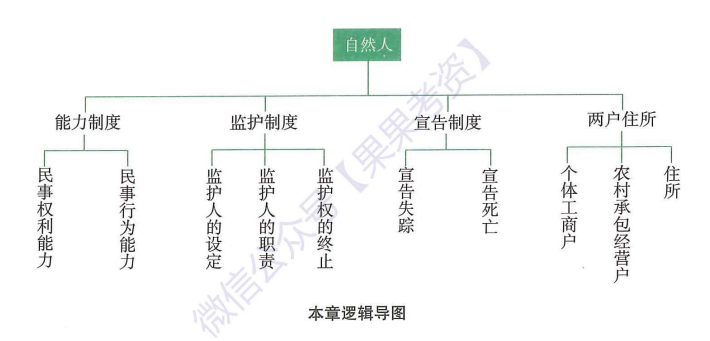 自然人
能力制度
监护制度
宣告制度
两户住所
民事权利能力
民事行为能力
监护人的设定
监护人的职责
监护权的终止
宣告失踪
宣告死亡
个体工商户
农村承包经营户
住所
微信公众号【果果考资】
本章逻辑导图